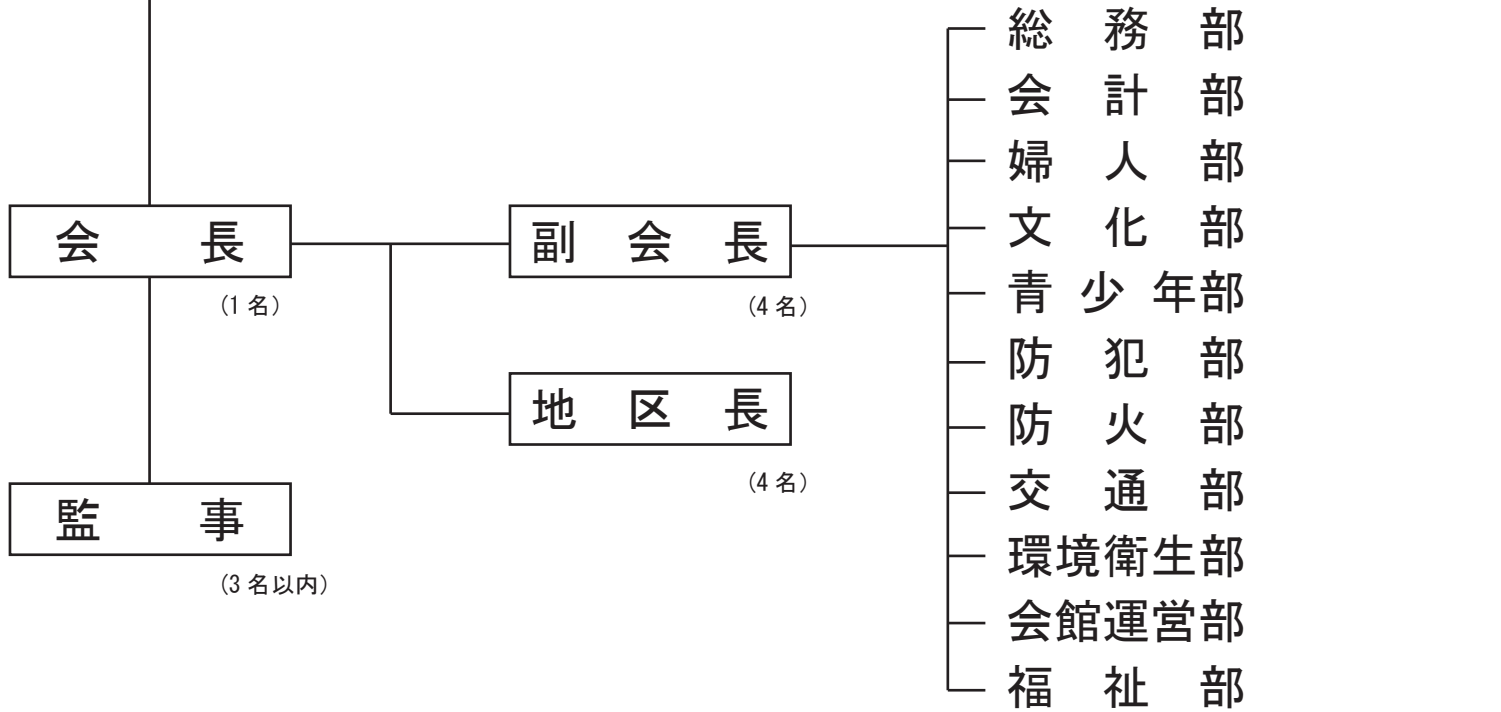 会長
(1名)
監事
(3名以内)
副会長
(4名)
地区長
(4名)
総務部
会計部
婦人部
文化部
青少年部
防犯部
防火部
交通部
環境衛生部
会館運営部
福祉部